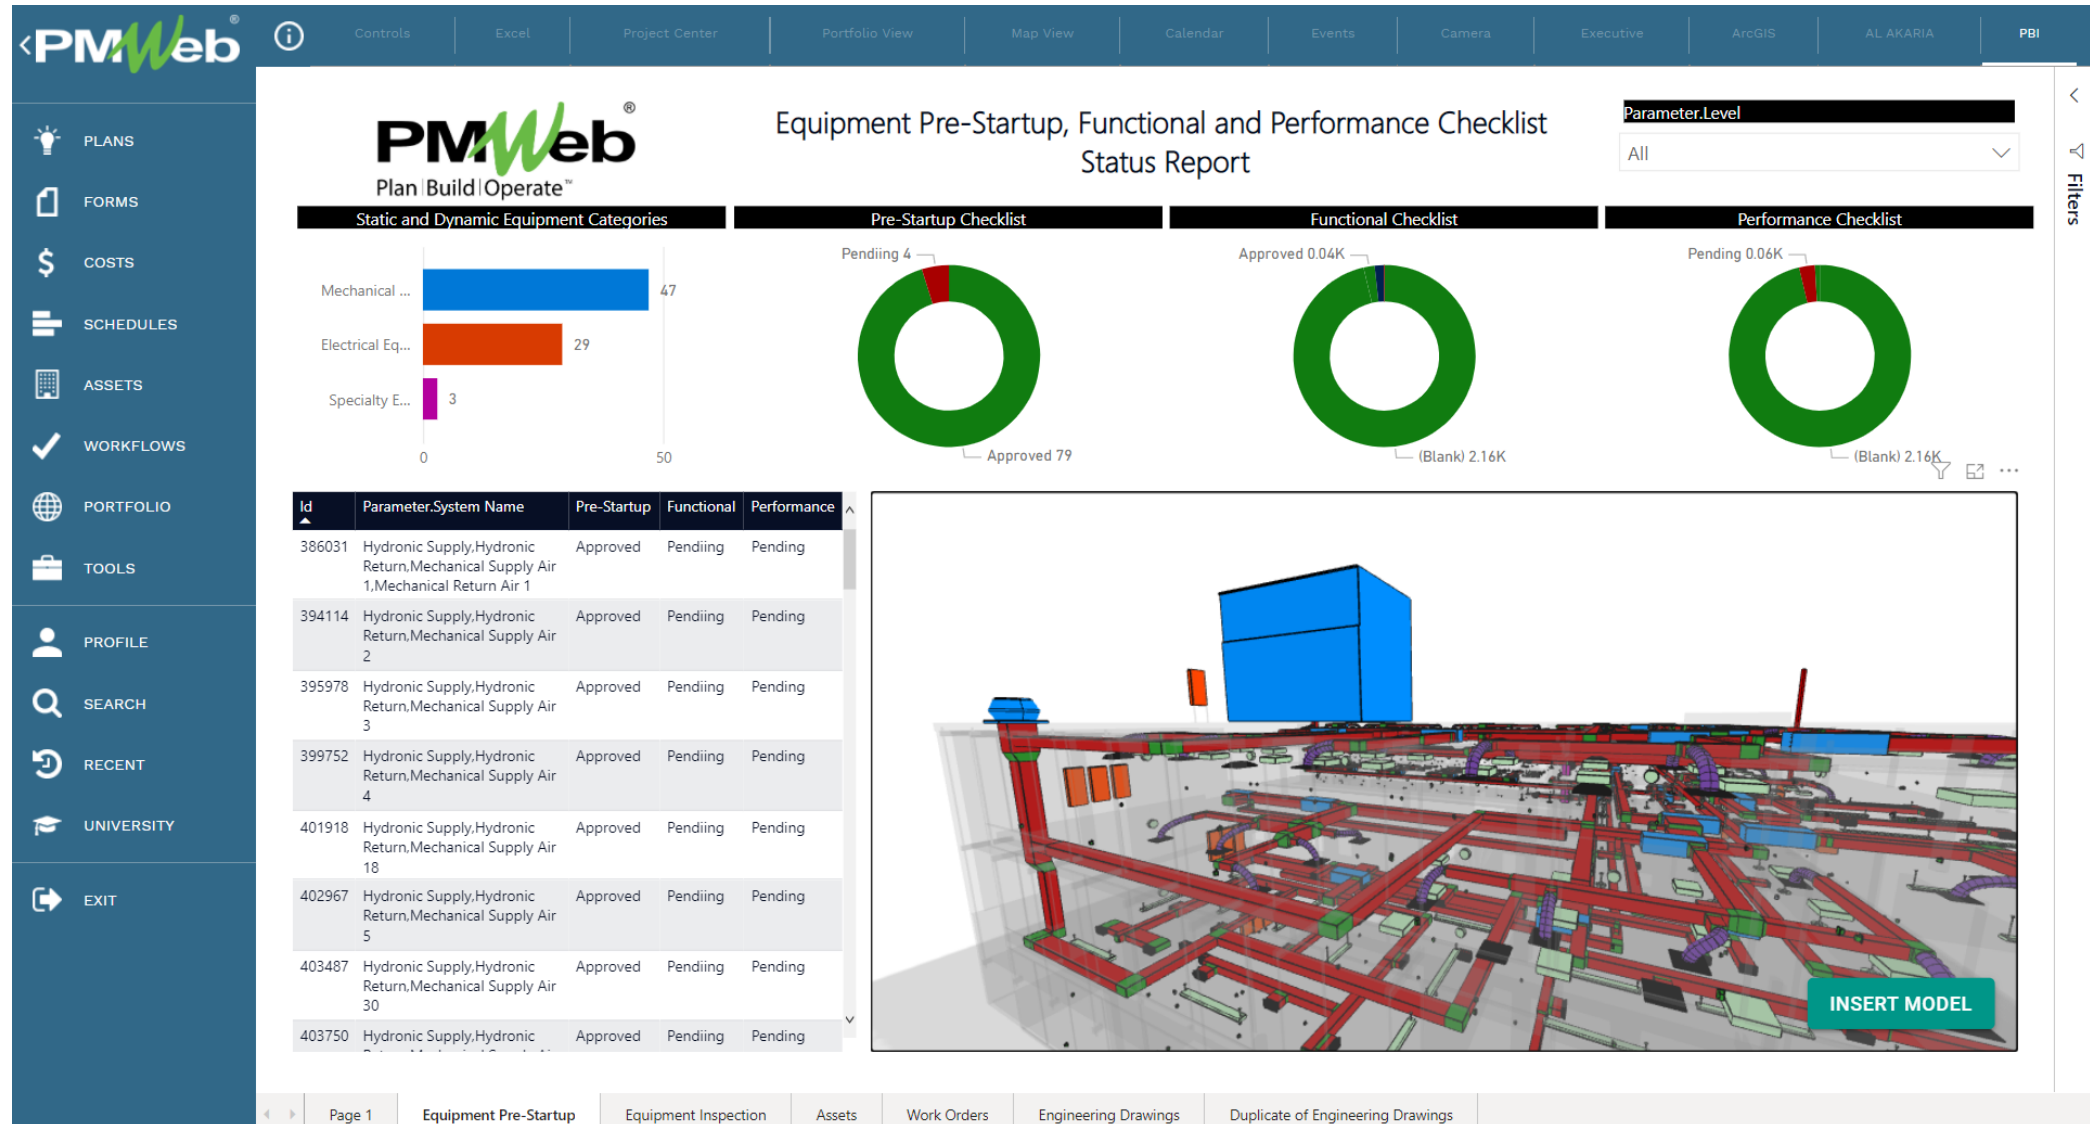 <PMWeb®
Controls
Excel
Project Center
Portfolio View
Map View
Calendar
Events
Camera
Executive
ArcGIS
AL AKARIA
PBI
PLANS
FORMS
COSTS
SCHEDULES
ASSETS
WORKFLOWS
PORTFOLIO
TOOLS
PROFILE
SEARCH
RECENT
UNIVERSITY
EXIT
PMWeb®
Plan|Build|Operate™
Equipment Pre-Startup, Functional and Performance Checklist
Status Report
Parameter.Level
All
Filters
Static and Dynamic Equipment Categories
Mechanical ...
47
Electrical Eq...
29
Specialty E...
3
0
50
Pre-Startup Checklist
Pendiing 4
Approved 79
Functional Checklist
Approved 0.04K
(Blank) 2.16K
Performance Checklist
Pending 0.06K
(Blank) 2.16K
Id Parameter.System Name Pre-Startup Functional Performance
386031 Hydronic Supply,Hydronic Approved Pendiing Pending
Return,Mechanical Supply Air
1,Mechanical Return Air 1
394114 Hydronic Supply,Hydronic Approved Pendiing Pending
Return,Mechanical Supply Air
2
395978 Hydronic Supply,Hydronic Approved Pendiing Pending
Return,Mechanical Supply Air
3
399752 Hydronic Supply,Hydronic Approved Pendiing Pending
Return,Mechanical Supply Air
4
401918 Hydronic Supply,Hydronic Approved Pendiing Pending
Return,Mechanical Supply Air
18
402967 Hydronic Supply,Hydronic Approved Pendiing Pending
Return,Mechanical Supply Air
5
403487 Hydronic Supply,Hydronic Approved Pendiing Pending
Return,Mechanical Supply Air
30
403750 Hydronic Supply,Hydronic Approved Pendiing Pending
INSERT MODEL
Page 1
Equipment Pre-Startup
Equipment Inspection
Assets
Work Orders
Engineering Drawings
Duplicate of Engineering Drawings